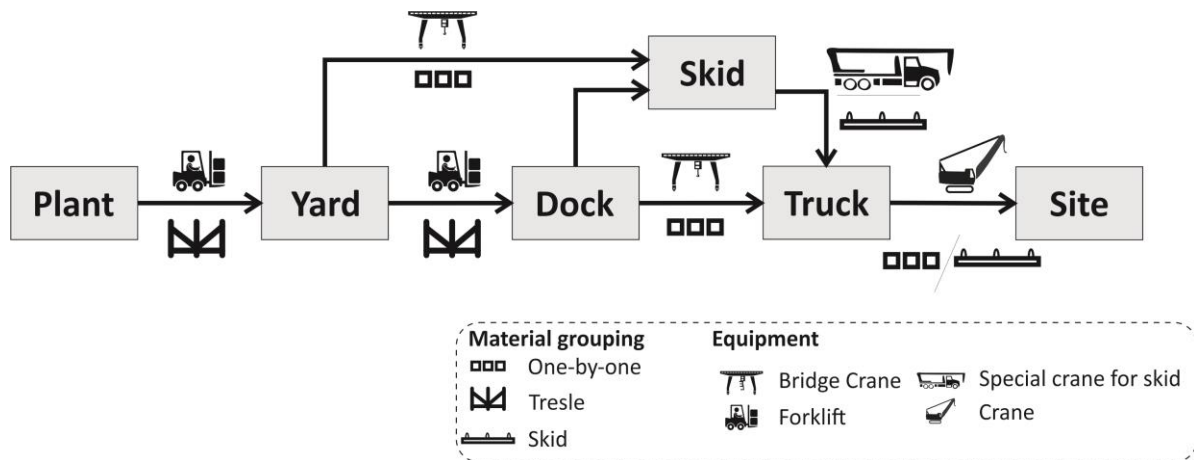 Skid
Plant
Yard
Dock
Truck
Site
Material grouping
One-by-one
Tresle
Skid
Equipment
Bridge Crane
Special crane for skid
Forklift
Crane